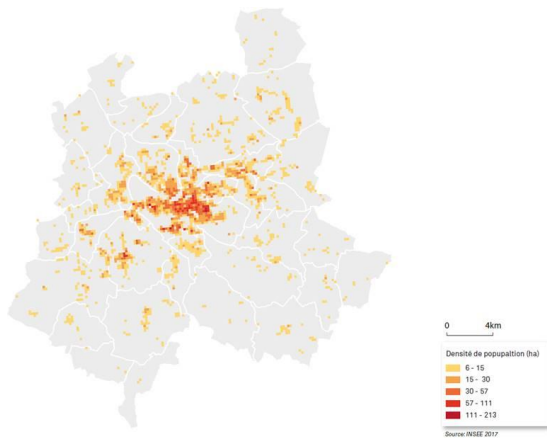 0 4km
Densité de popupaltion (ha)
6 - 15
15 - 30
30 - 57
57 - 111
111 - 213
Source: INSEE 2017